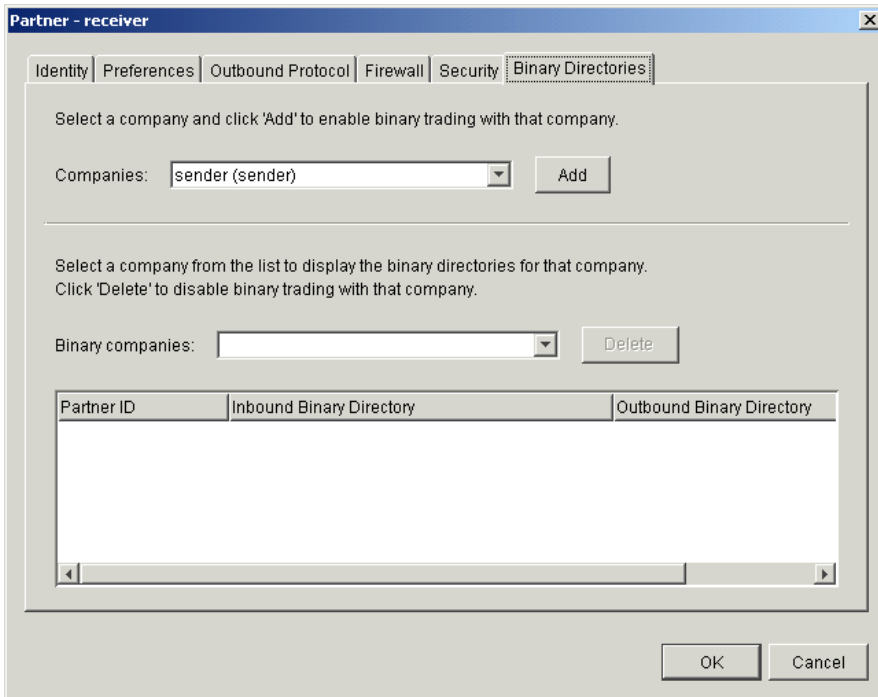 Partner - receiver
Identity Preferences Outbound Protocol Firewall Security Binary Directories
Select a company and click 'Add' to enable binary trading with that company.
Companies: sender (sender) Add
Select a company from the list to display the binary directories for that company.
Click 'Delete' to disable binary trading with that company.
Binary companies: Delete
Partner ID Inbound Binary Directory Outbound Binary Directory
OK Cancel